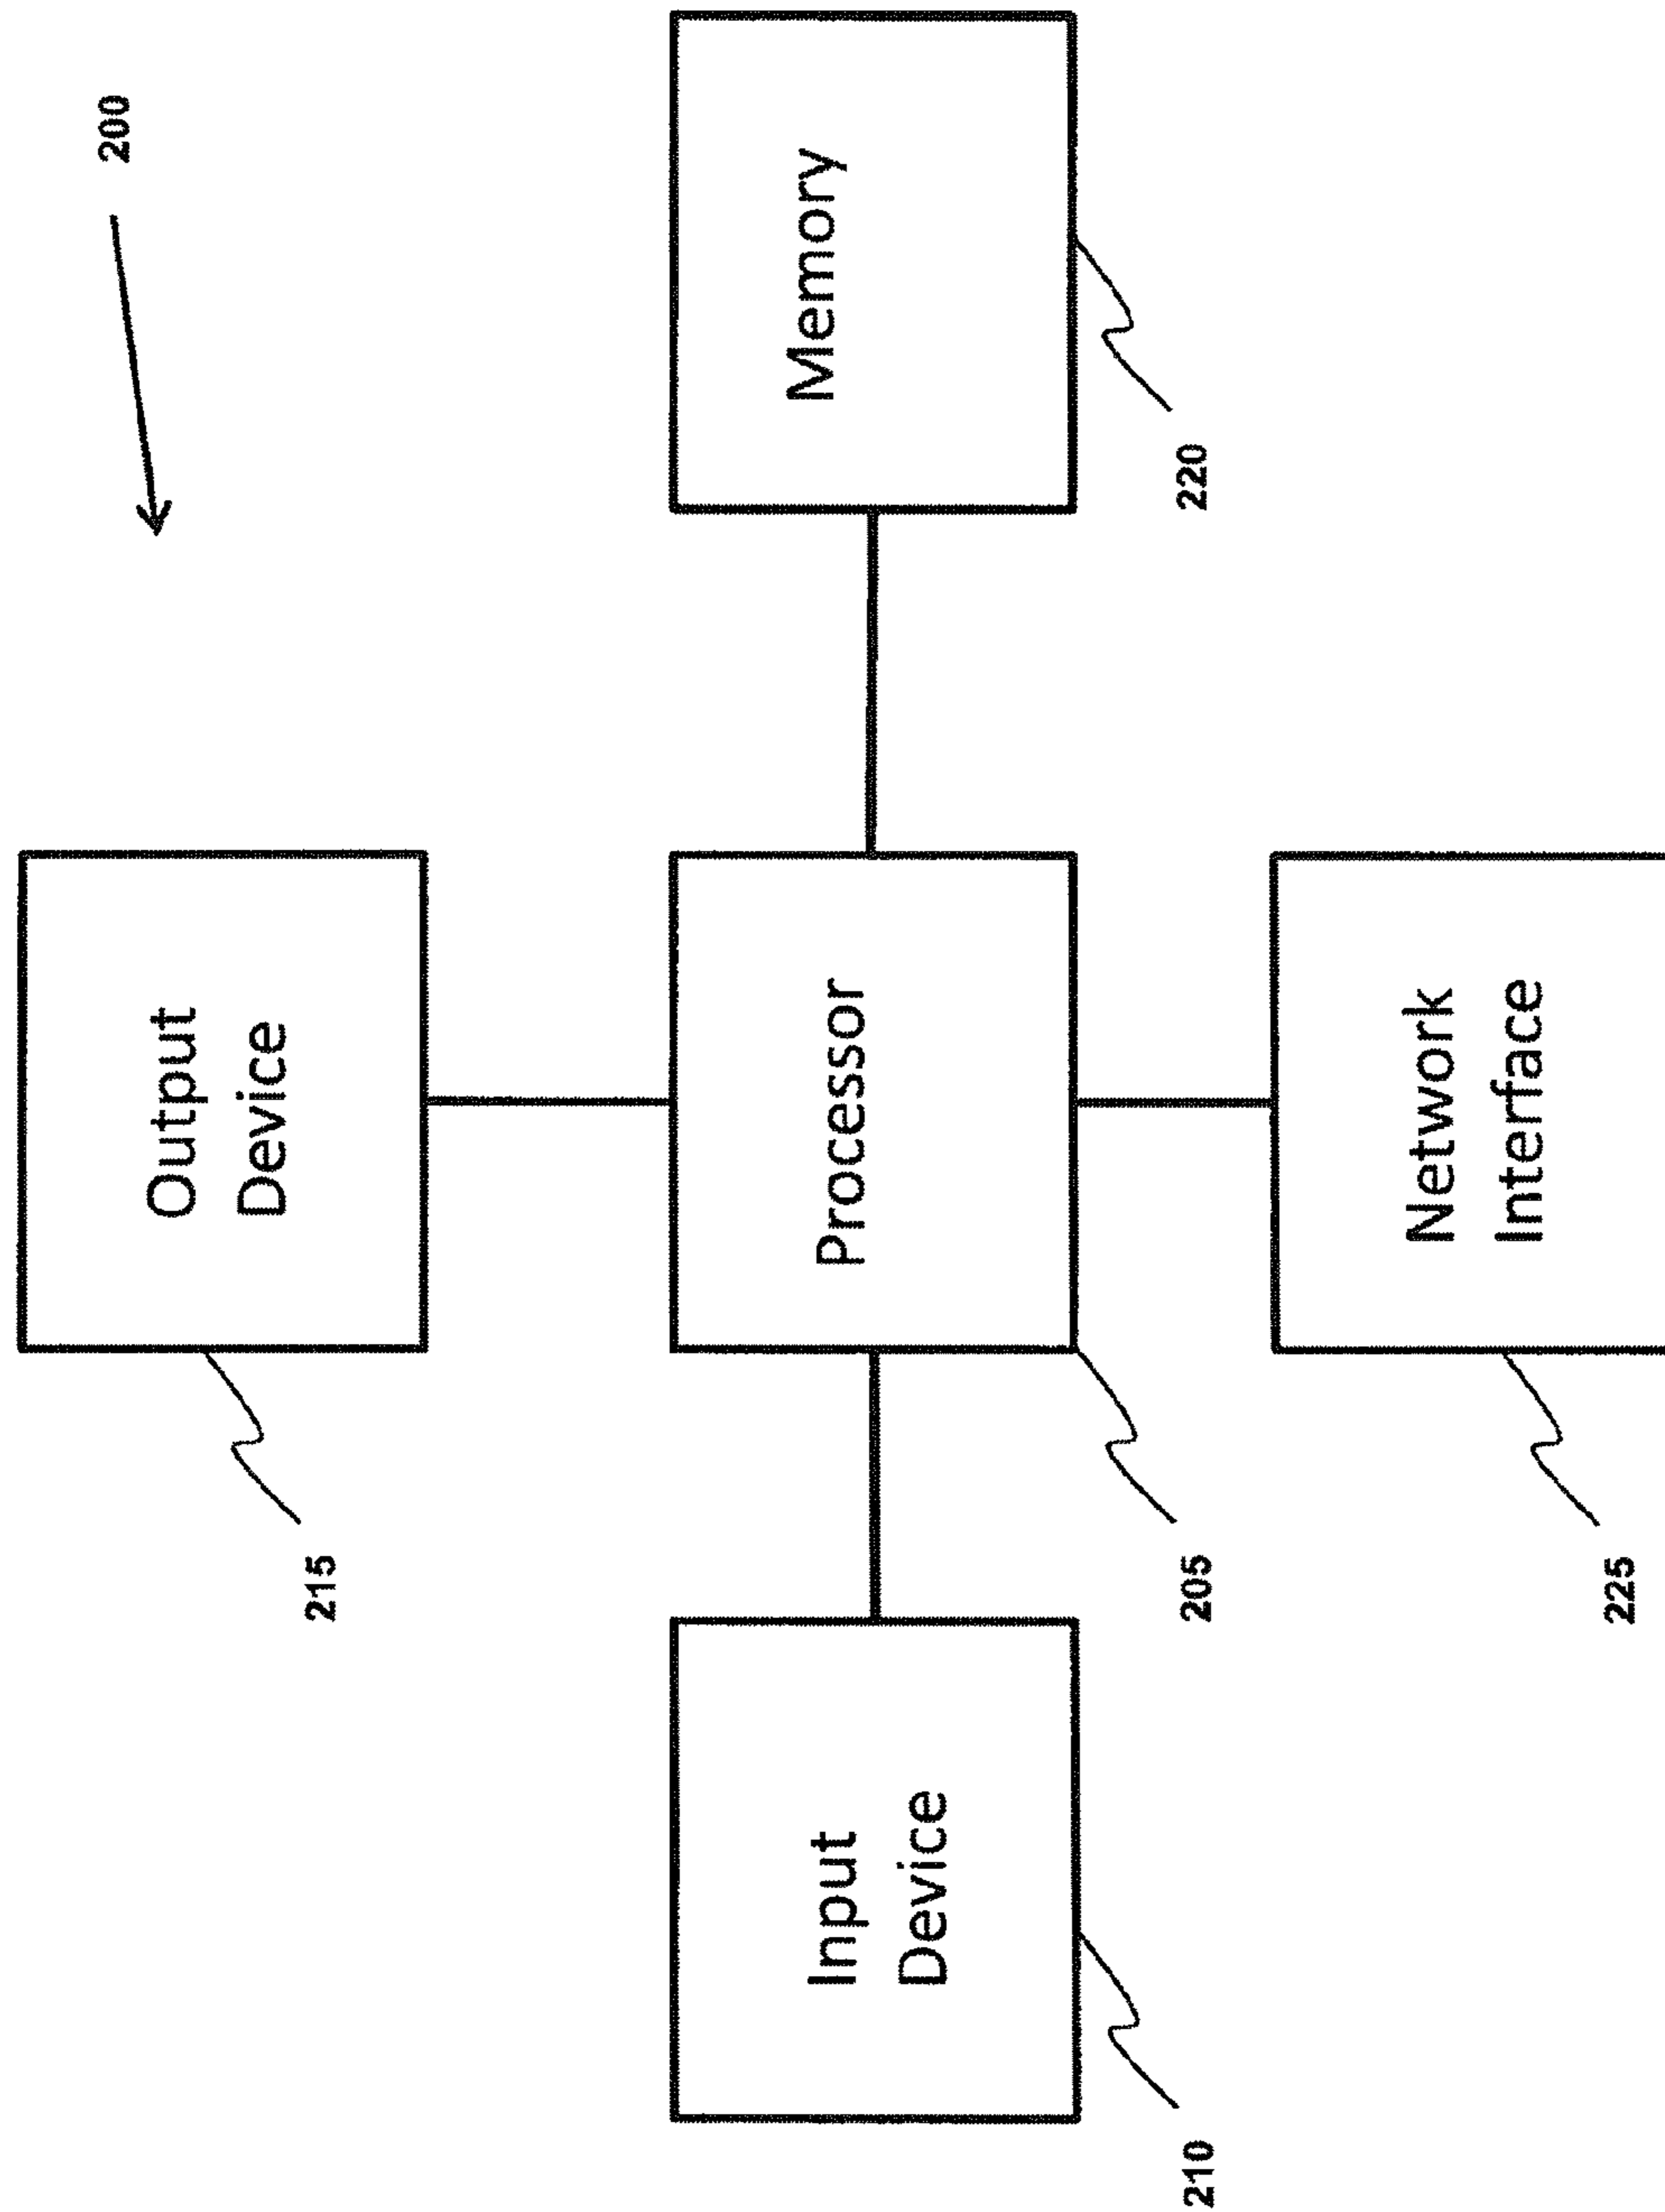 200
Output
Device
215
Input
Device
Processor
Memory
210
205
220
Network
Interface
225